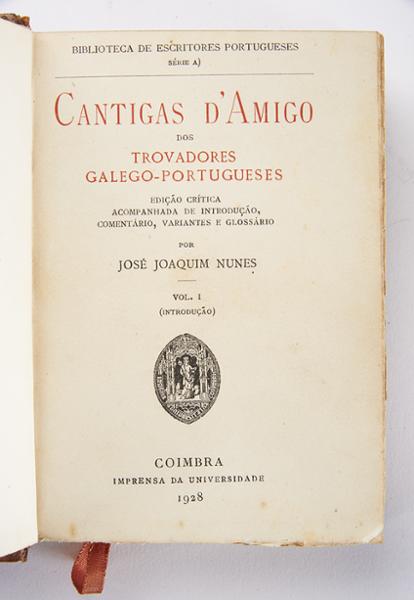 BIBLIOTECA DE ESCRITORES PORTUGUESES
SÉRIE A)
CANTIGAS D'AMIGO
DOS
TROVADORES
GALEGO-PORTUGUESES
EDIÇÃO CRÍTICA
ACOMPANHADA DE INTRODUÇÃO,
COMENTÁRIO, VARIANTES E GLOSSÁRIO
POR
JOSÉ JOAQUIM NUNES
VOL. I
(INTRODUÇÃO)
COIMBRA
IMPRENSA DA UNIVERSIDADE
1928